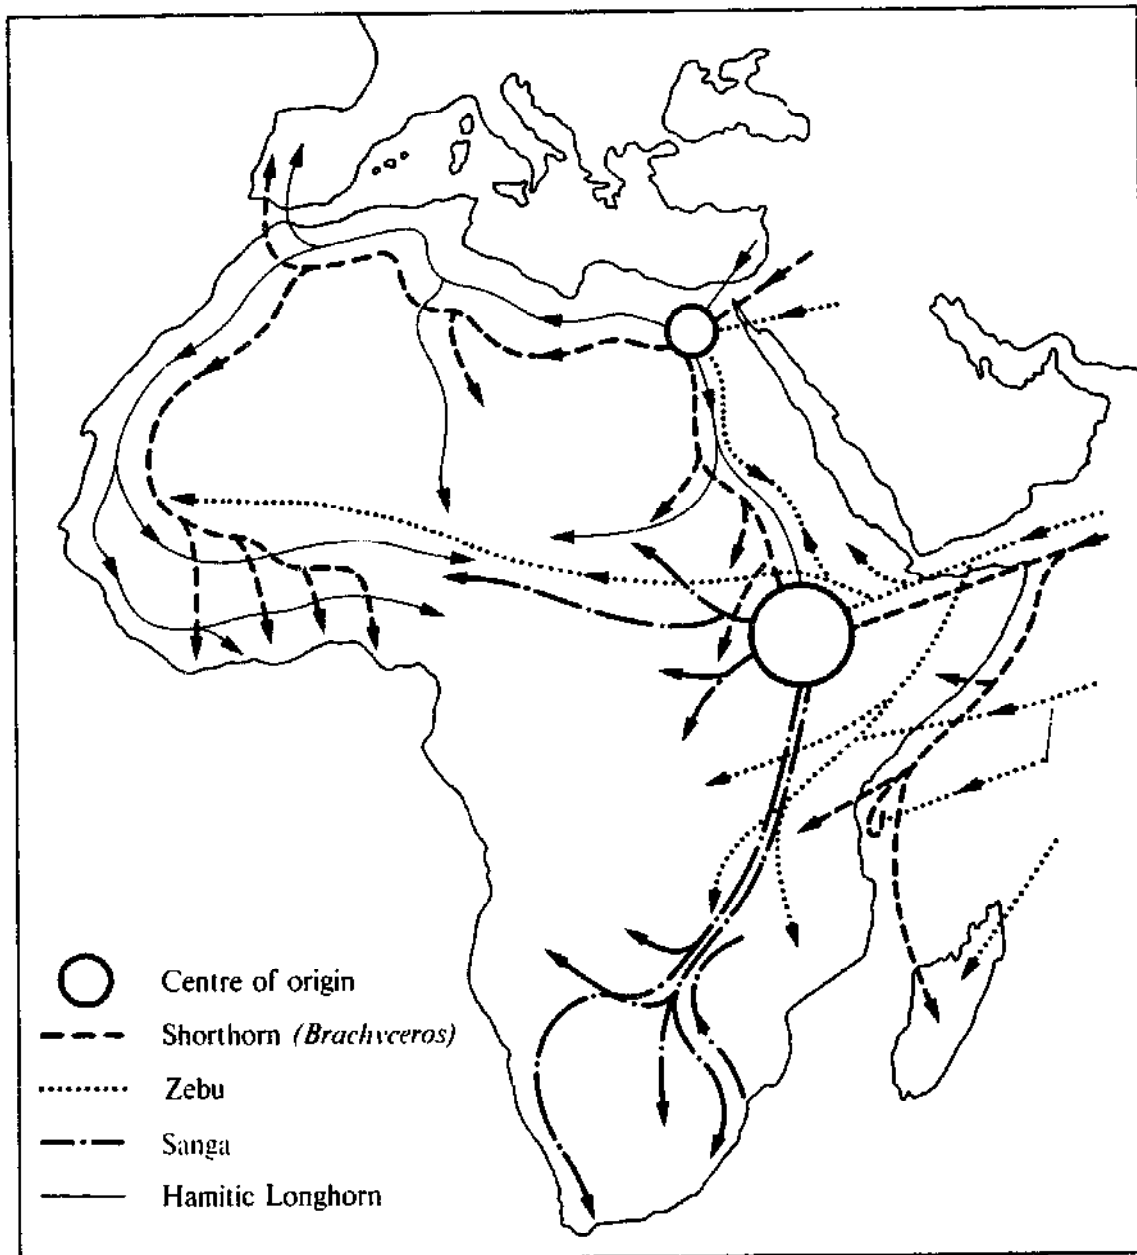 Centre of origin
Shorthorn (Brachyceros)
Zebu
Sanga
Hamitic Longhorn